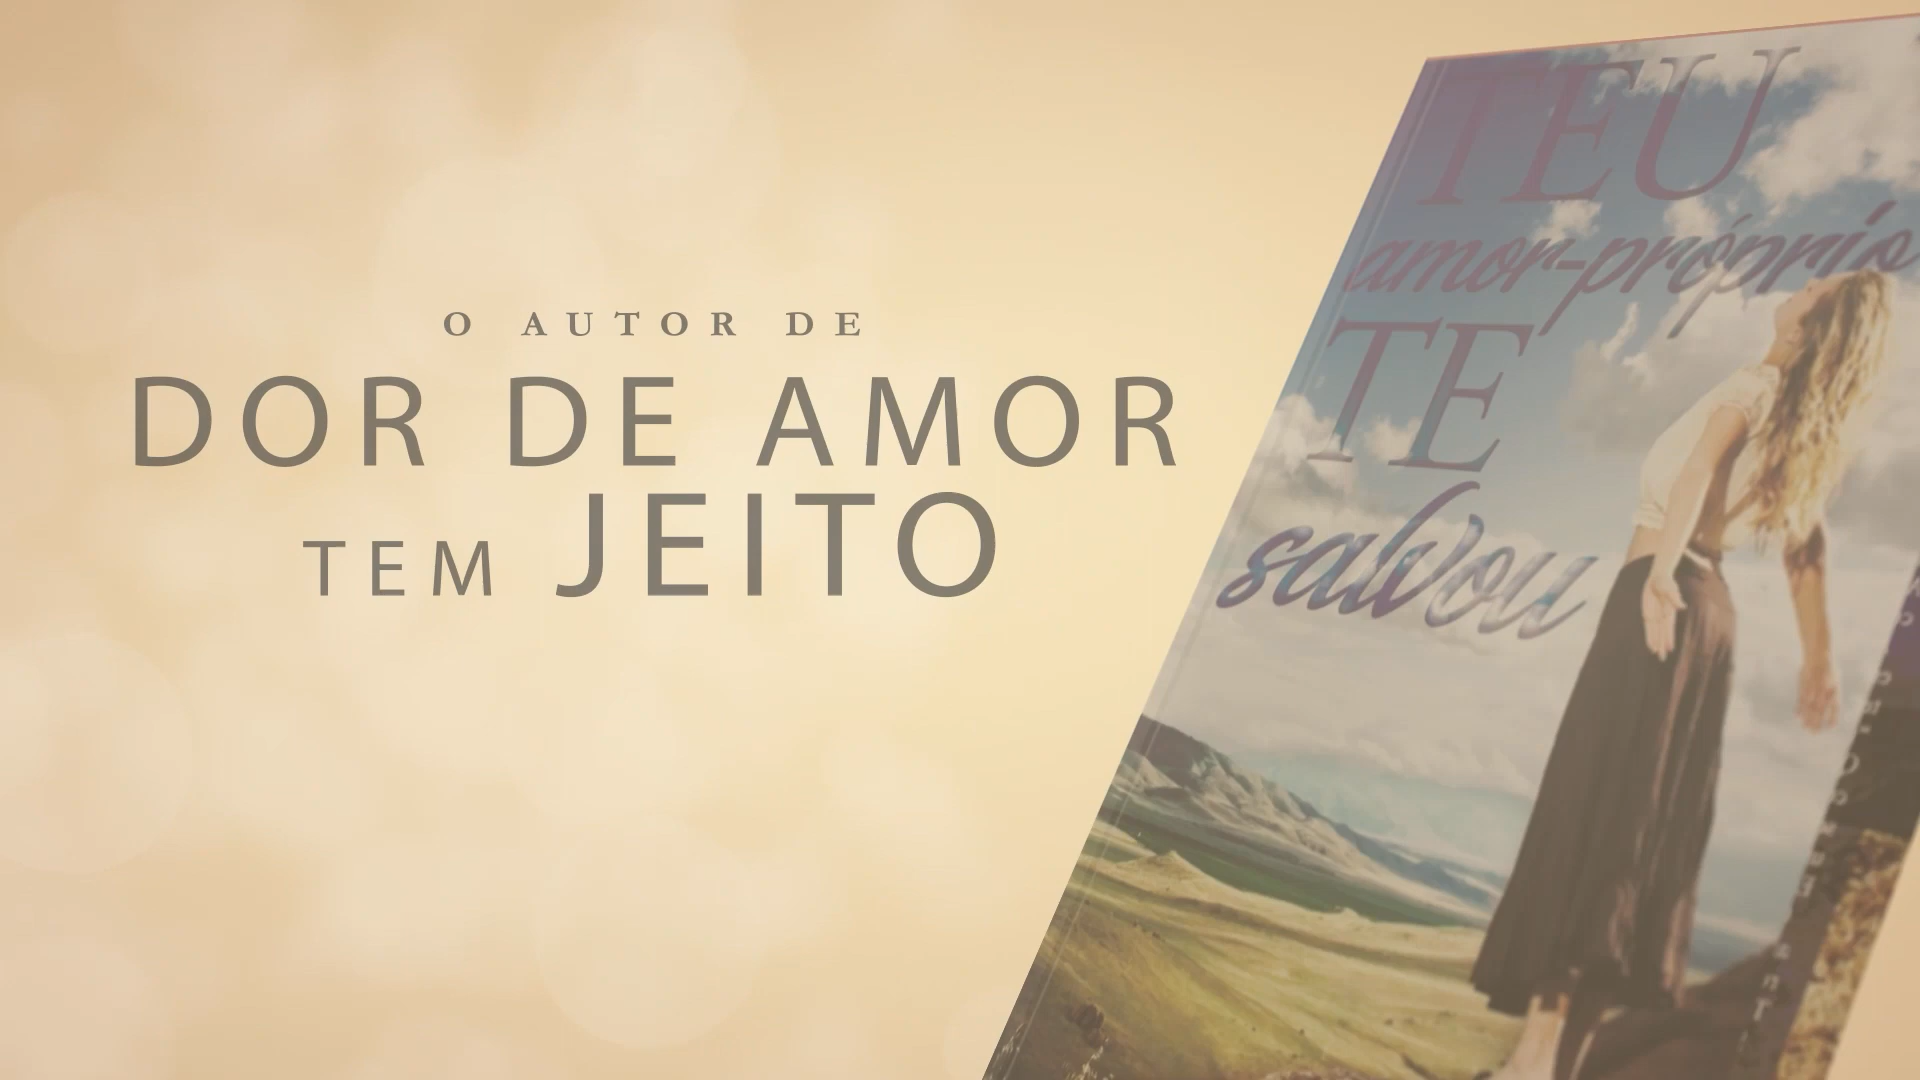 O AUTOR DE
DOR DE AMOR
TEM JEITO
TEU
amor-próprio
TE
salvou